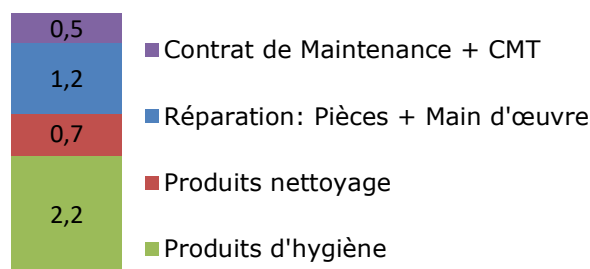 0,5
Contrat de Maintenance + CMT
1,2
Réparation: Pièces + Main d'œuvre
0,7
Produits nettoyage
2,2
Produits d'hygiène